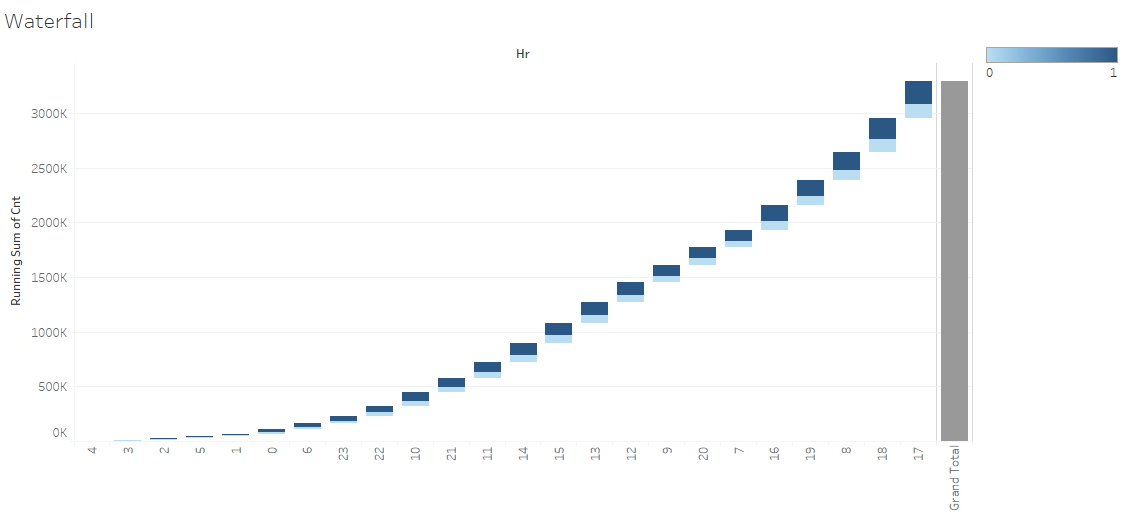 Waterfall
Hr
0 1
Running Sum of Cnt
3000K
2500K
2000K
1500K
1000K
500K
0K
4 3 2 5 1 0 6 23 22 10 21 11 14 15 13 12 9 20 7 16 19 8 18 17 Grand Total